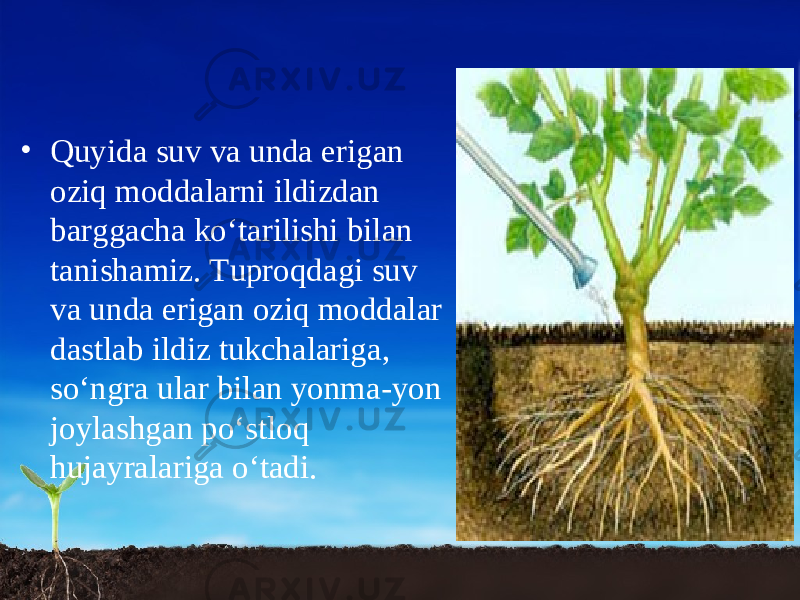 • Quyida suv va unda erigan
oziq moddalarni ildizdan
barggacha ko‘tarilishi bilan
tanishamiz. Tuproqdagi suv
va unda erigan oziq moddalar
dastlab ildiz tukchalariga,
so‘ngra ular bilan yonma-yon
joylashgan po‘stloq
hujayralariga o‘tadi.
ARXIV.UZ
ARXIV.UZ
ARXIV.UZ
ARXIV.UZ